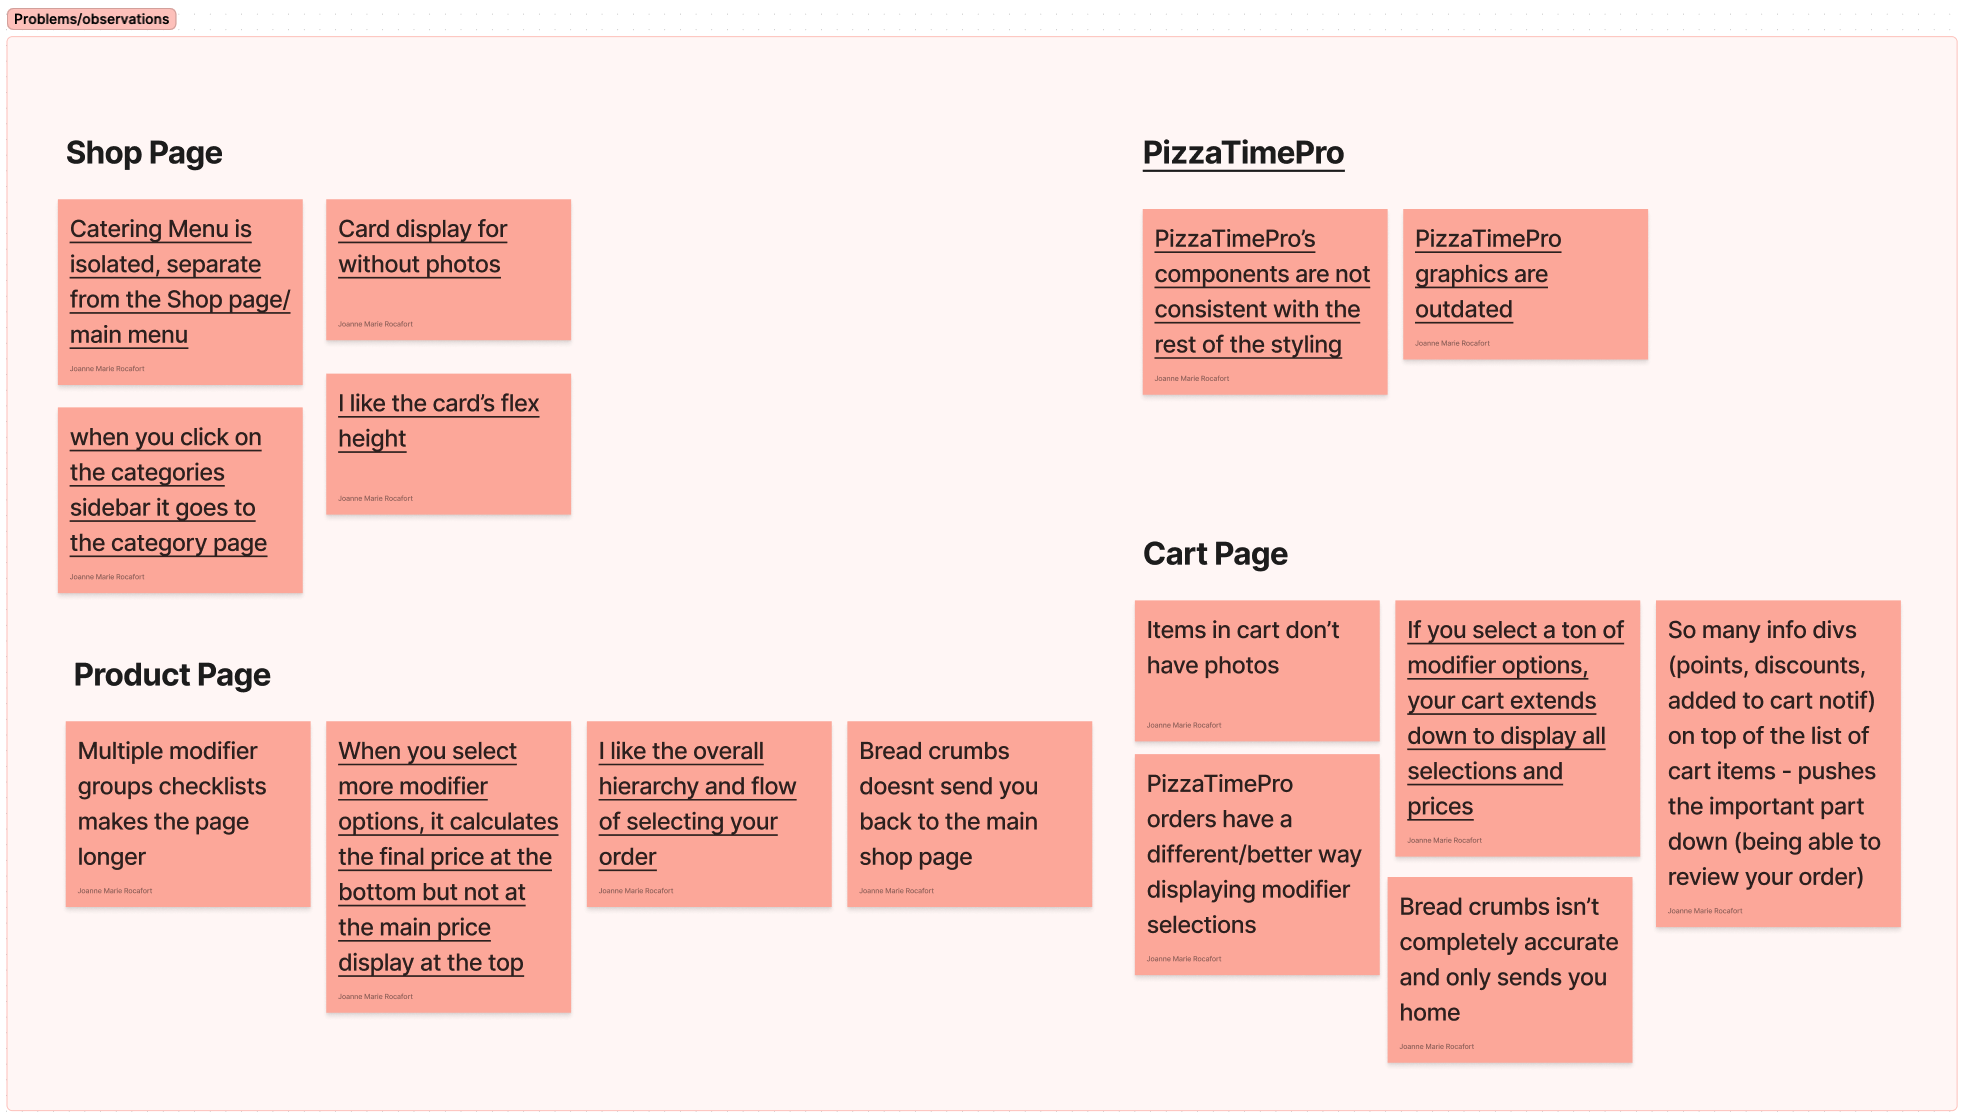 Problems/observations
Shop Page
Catering Menu is
isolated, separate
from the Shop page/
main menu
Joanne Marie Rocafort
Card display for
without photos
Joanne Marie Rocafort
when you click on
the categories
sidebar it goes to
the category page
Joanne Marie Rocafort
I like the card’s flex
height
Joanne Marie Rocafort
Product Page
Multiple modifier
groups checklists
makes the page
longer
Joanne Marie Rocafort
When you select
more modifier
options, it calculates
the final price at the
bottom but not at
the main price
display at the top
Joanne Marie Rocafort
I like the overall
hierarchy and flow
of selecting your
order
Joanne Marie Rocafort
Bread crumbs
doesnt send you
back to the main
shop page
Joanne Marie Rocafort
PizzaTimePro
PizzaTimePro’s
components are not
consistent with the
rest of the styling
Joanne Marie Rocafort
PizzaTimePro
graphics are
outdated
Joanne Marie Rocafort
Cart Page
Items in cart don’t
have photos
Joanne Marie Rocafort
PizzaTimePro
orders have a
different/better way
displaying modifier
selections
Joanne Marie Rocafort
If you select a ton of
modifier options,
your cart extends
down to display all
selections and
prices
Joanne Marie Rocafort
Bread crumbs isn’t
completely accurate
and only sends you
home
Joanne Marie Rocafort
So many info divs
(points, discounts,
added to cart notif)
on top of the list of
cart items - pushes
the important part
down (being able to
review your order)
Joanne Marie Rocafort